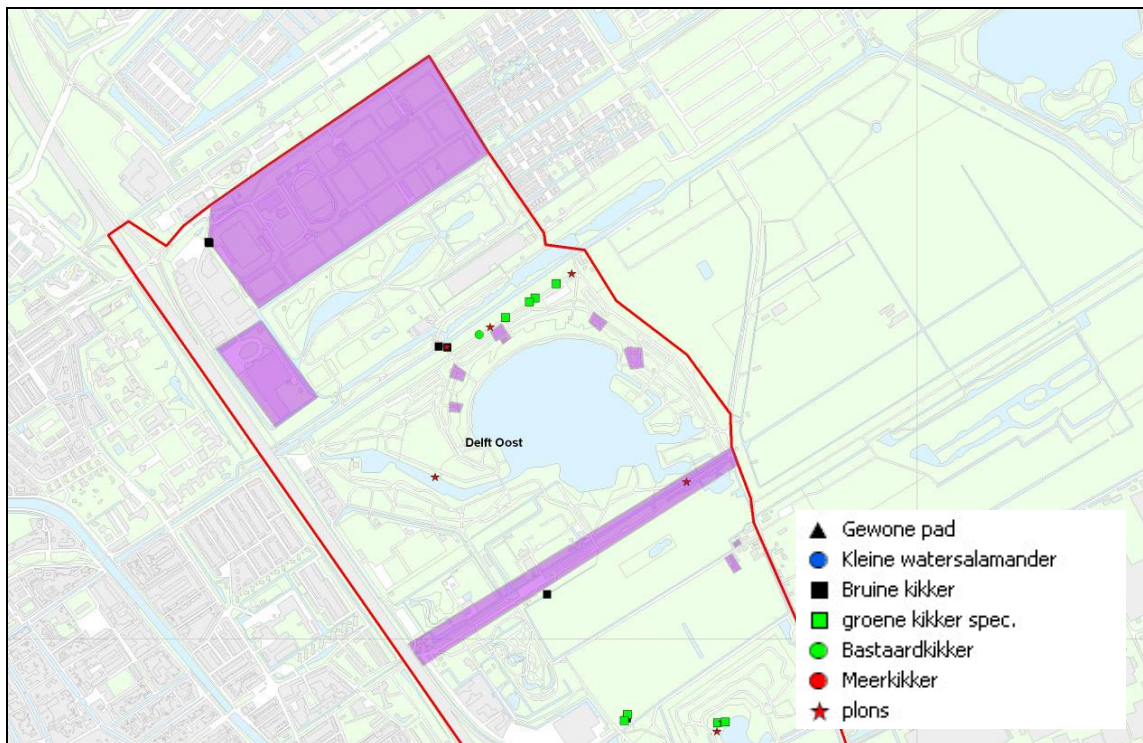 Delft Oost
Gewone pad
Kleine watersalamander
Bruine kikker
groene kikker spec.
Bastaardkikker
Meerkikker
plons